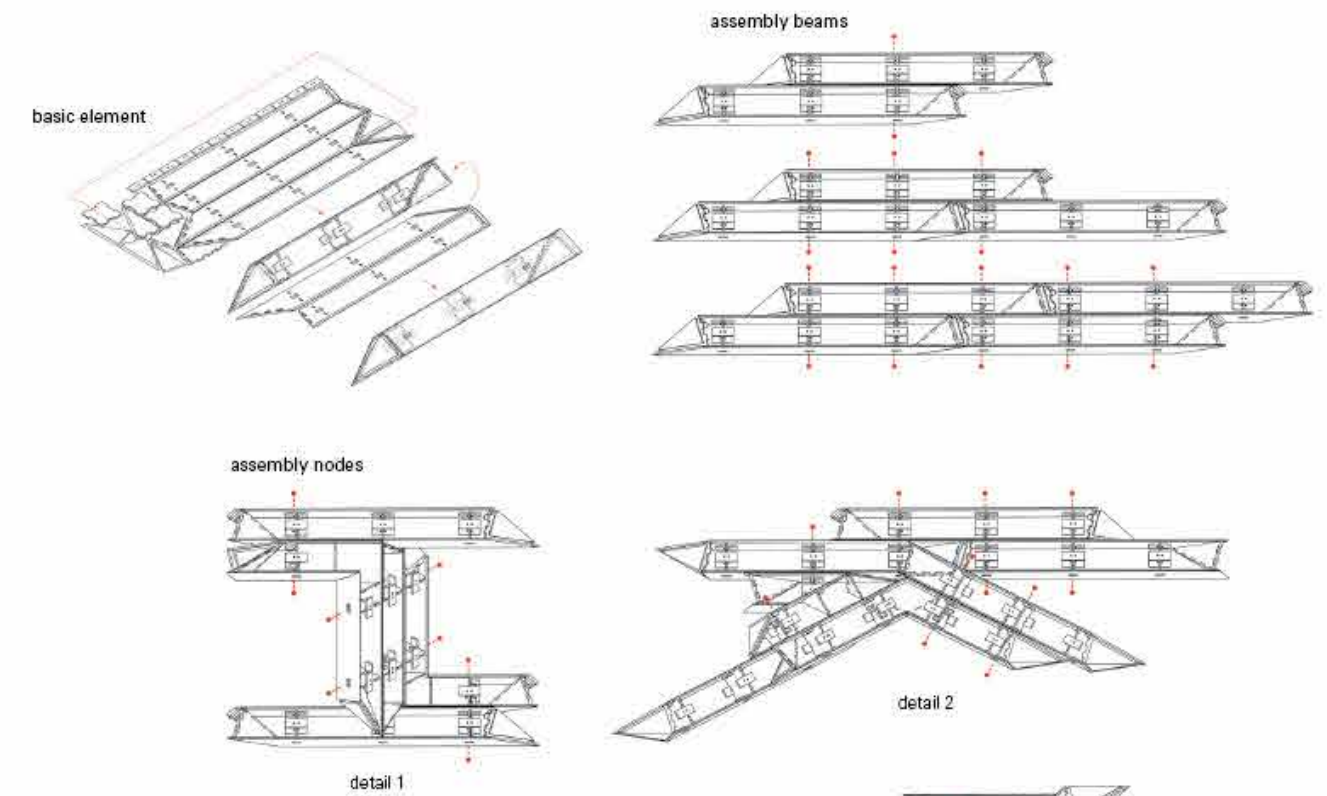 assembly beams
basic element
assembly nodes
detail 2
detail 1